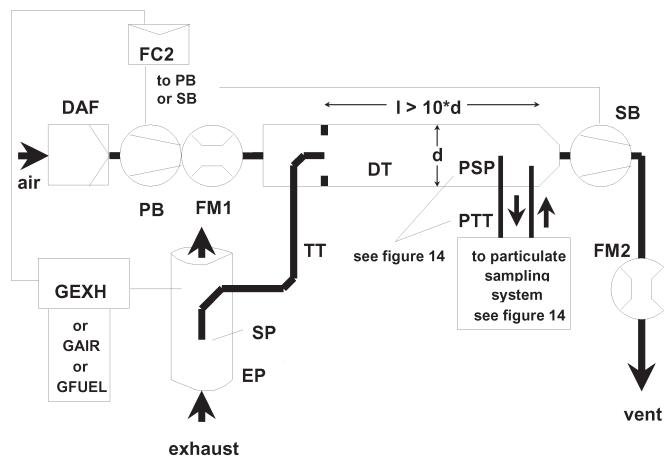 FC2
to PB
or SB
DAF
l > 10*d
SB
air
d
DT
PSP
PB
FM1
PTT
TT
see figure 14
to particulate
sampling
system
see figure 14
FM2
GEXH
or
GAIR
or
GFUEL
SP
EP
vent
exhaust